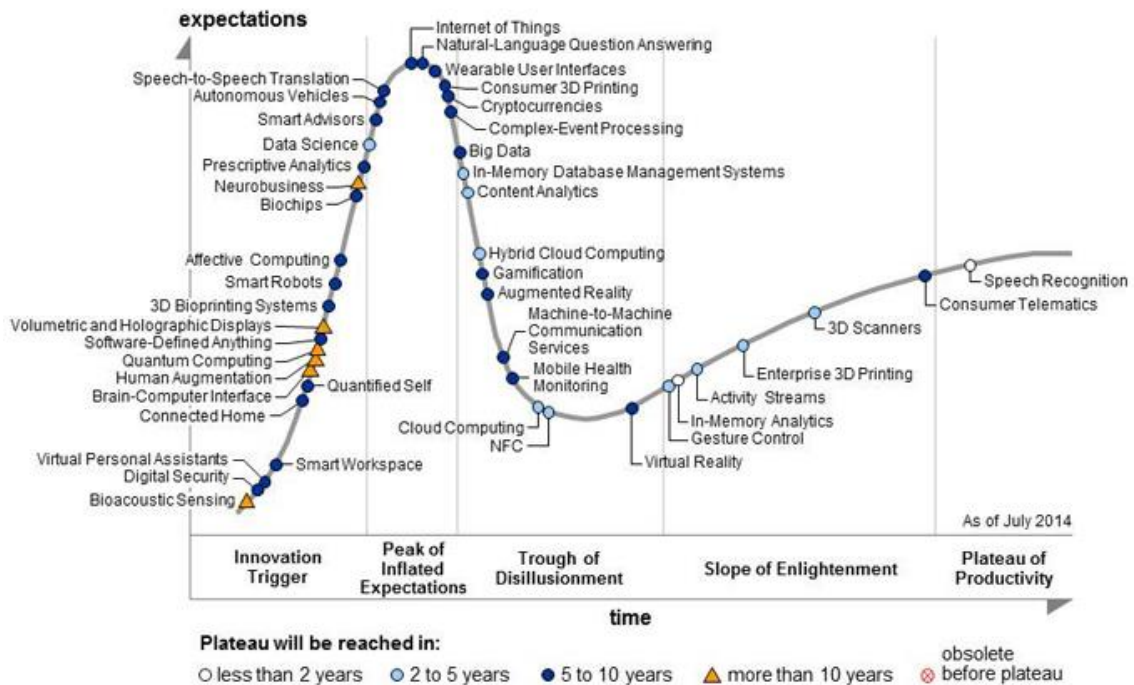 expectations
Internet of Things
Natural-Language Question Answering
Wearable User Interfaces
Consumer 3D Printing
Cryptocurrencies
Complex-Event Processing
Speech-to-Speech Translation
Autonomous Vehicles
Smart Advisors
Data Science
Prescriptive Analytics
Neurobusiness
Biochips
Big Data
In-Memory Database Management Systems
Content Analytics
Hybrid Cloud Computing
Gamification
Augmented Reality
Machine-to-Machine
Communication
Services
Mobile Health
Monitoring
Affective Computing
Smart Robots
3D Bioprinting Systems
Volumetric and Holographic Displays
Software-Defined Anything
Quantum Computing
Human Augmentation
Brain-Computer Interface
Connected Home
Quantified Self
Virtual Personal Assistants
Digital Security
Bioacoustic Sensing
Smart Workspace
Cloud Computing
NFC
Virtual Reality
Speech Recognition
Consumer Telematics
3D Scanners
Enterprise 3D Printing
Activity Streams
In-Memory Analytics
Gesture Control
As of July 2014
Innovation
Trigger
Peak of
Inflated
Expectations
Trough of
Disillusionment
Slope of Enlightenment
Plateau of
Productivity
time
Plateau will be reached in:
less than 2 years
2 to 5 years
5 to 10 years
more than 10 years
obsolete
before plateau